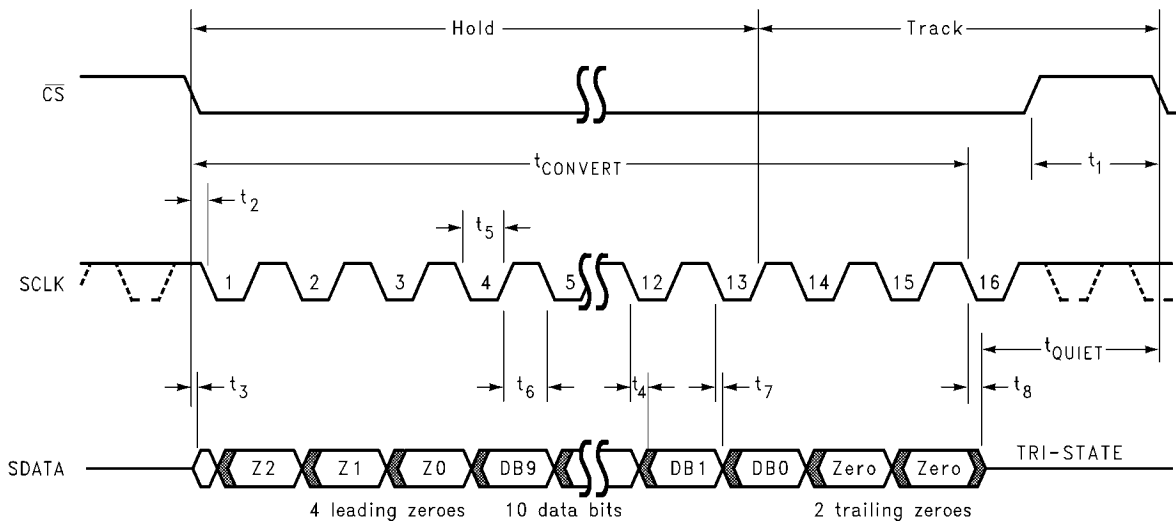 Hold Track
CS
tCONVERT t1
t2
t5
SCLK 1 2 3 4 5 12 13 14 15 16
tQUIET
t3 t6 t4 t7 t8
SDATA Z2 Z1 Z0 DB9 DB1 DB0 Zero Zero TRI-STATE
4 leading zeroes 10 data bits 2 trailing zeroes